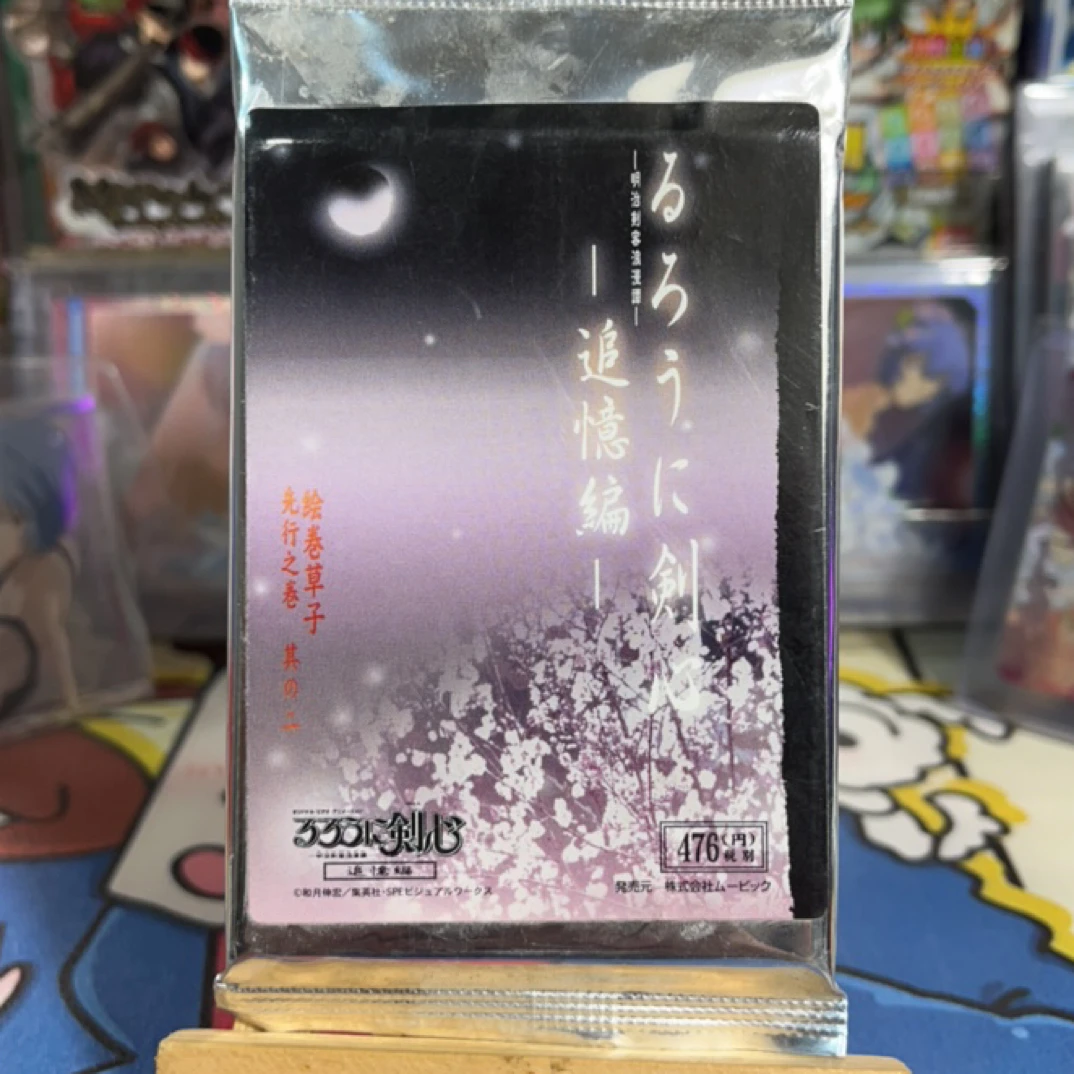 るろうに剣心
―明治剣客浪漫譚―
―追憶編―
絵巻草子
先行之巻 其の二
るろうに剣心
追憶編
©和月伸宏／集英社・SPEビジュアルワークス
476(円)
税別
発売元 株式会社ムービック